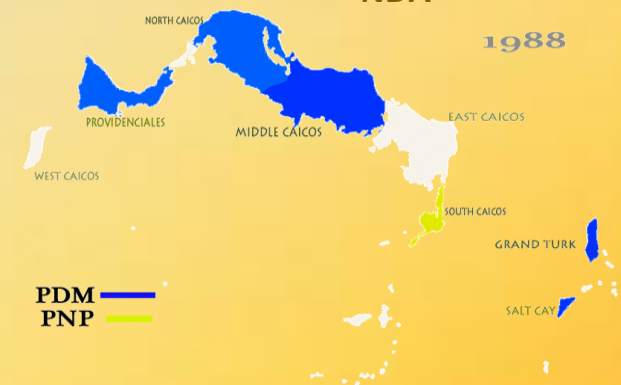 NORTH CAICOS
1988
PROVIDENCIALES
MIDDLE CAICOS
EAST CAICOS
WEST CAICOS
SOUTH CAICOS
GRAND TURK
SALT CAY
PDM
PNP